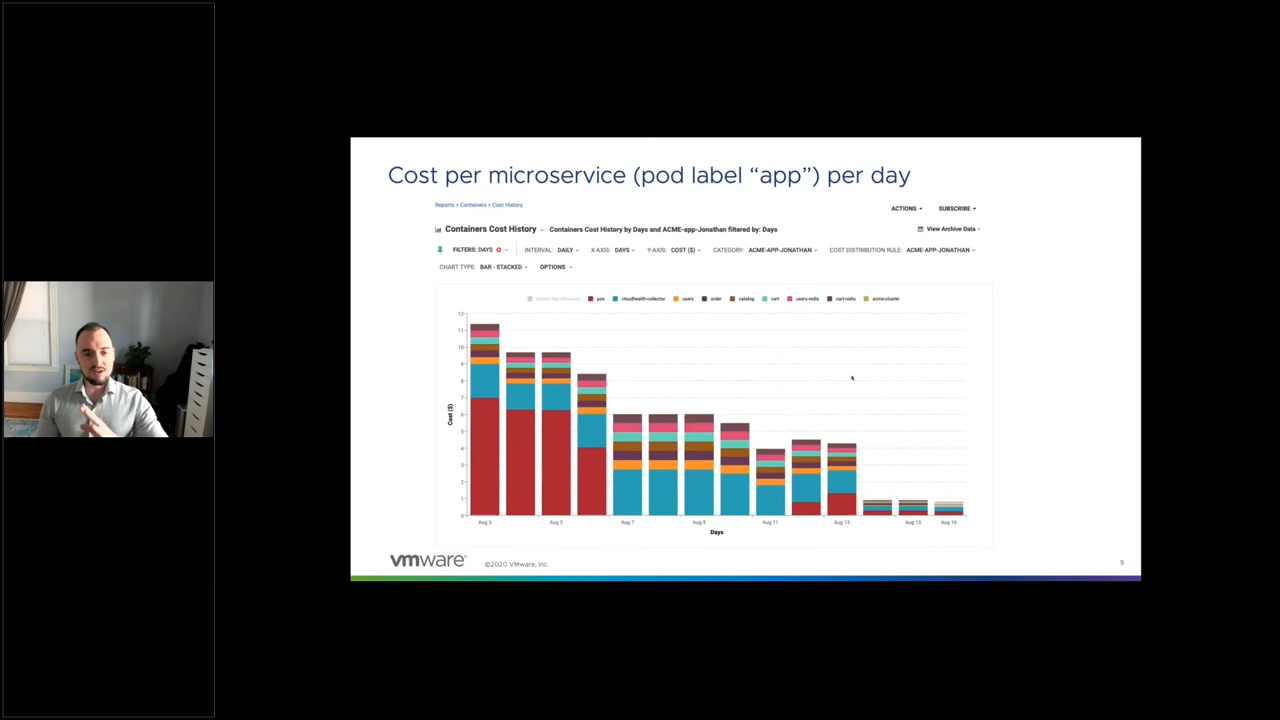 Cost per microservice (pod label “app”) per day
Reports > Containers > Cost History
ACTIONS SUBSCRIBE
Containers Cost History Containers Cost History by Days and ACME-app-Jonathan filtered by: Days
View Archive Data
FILTERS: DAYS INTERVAL: DAILY X-AXIS: DAYS Y-AXIS: COST ($) CATEGORY: ACME-APP-JONATHAN COST DISTRIBUTION RULE: ACME-APP-JONATHAN
CHART TYPE: BAR - STACKED OPTIONS
pos cloudhealth-collector users order catalog cart users-redis cart-redis acme-cluster
12
11
10
9
8
7
6
5
4
3
2
1
0
Cost ($)
Aug 3 Aug 5 Aug 7 Aug 9 Aug 11 Aug 13 Aug 15 Aug 16
Days
vmware®
©2020 VMware, Inc.
9